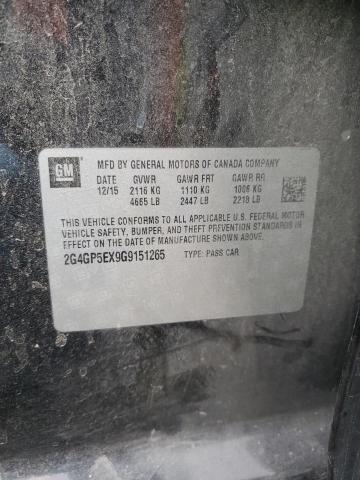 GM
MFD BY GENERAL MOTORS OF CANADA COMPANY
DATE GVWR GAWR FRT GAWR RR
12/15 2116 KG 1110 KG 1006 KG
4665 LB 2447 LB 2218 LB
THIS VEHICLE CONFORMS TO ALL APPLICABLE U.S. FEDERAL MOTOR
VEHICLE SAFETY, BUMPER, AND THEFT PREVENTION STANDARDS IN
EFFECT ON THE DATE OF MANUFACTURE SHOWN ABOVE.
2G4GP5EX9G9151265 TYPE: PASS CAR